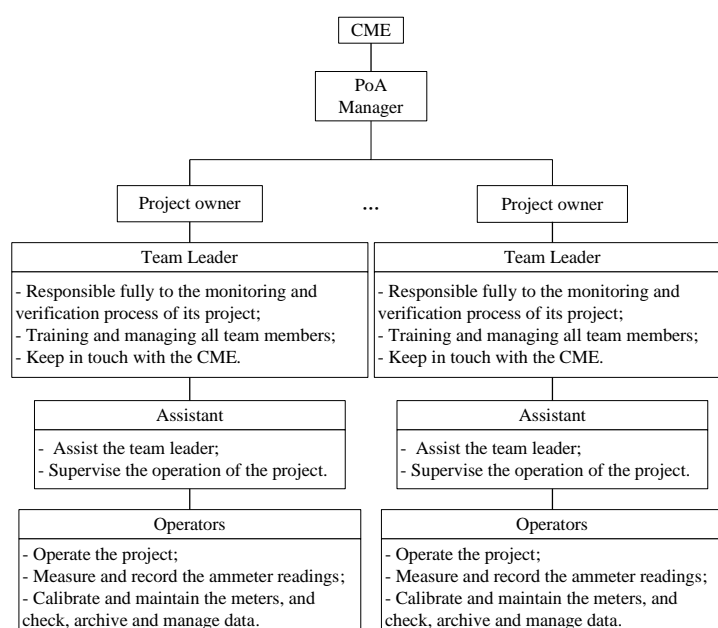 CME
PoA
Manager
Project owner
...
Project owner
Team Leader
- Responsible fully to the monitoring and
verification process of its project;
- Training and managing all team members;
- Keep in touch with the CME.
Team Leader
- Responsible fully to the monitoring and
verification process of its project;
- Training and managing all team members;
- Keep in touch with the CME.
Assistant
- Assist the team leader;
- Supervise the operation of the project.
Assistant
- Assist the team leader;
- Supervise the operation of the project.
Operators
- Operate the project;
- Measure and record the ammeter readings;
- Calibrate and maintain the meters, and
check, archive and manage data.
Operators
- Operate the project;
- Measure and record the ammeter readings;
- Calibrate and maintain the meters, and
check, archive and manage data.